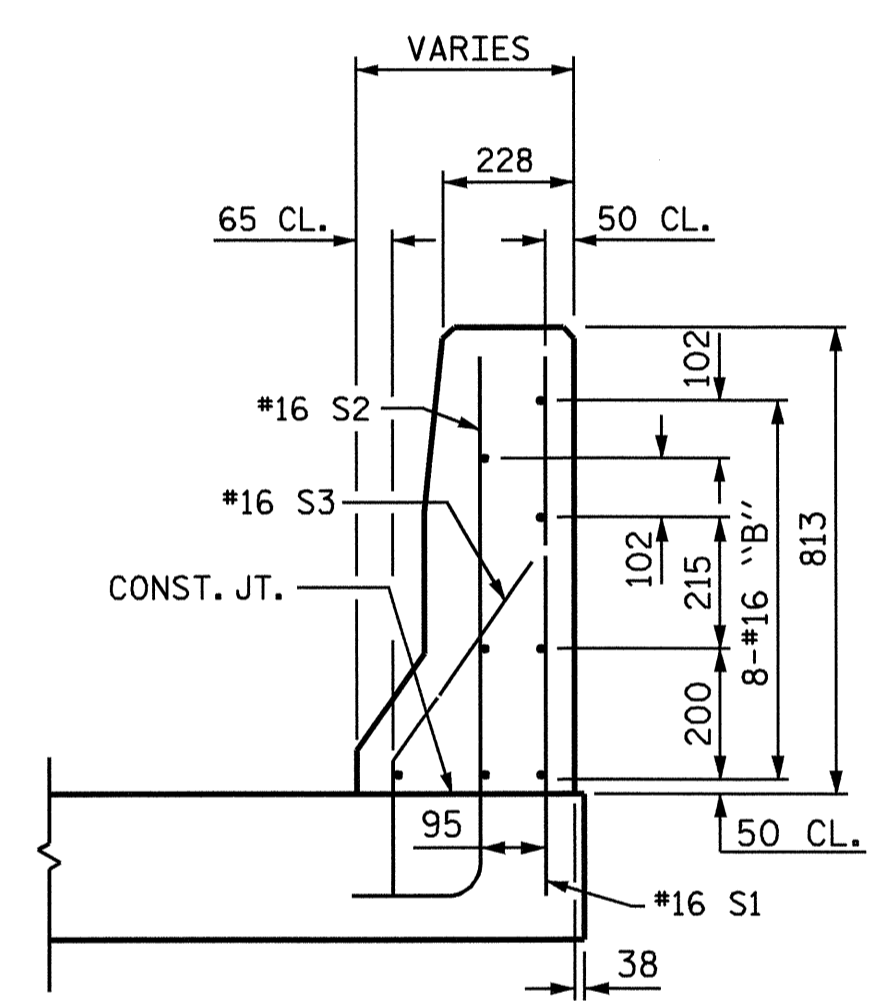 VARIES
228
65 CL.
50 CL.
102
#16 S2
#16 S3
102
215
8-#16 "B"
813
CONST. JT.
200
95
50 CL.
#16 S1
38